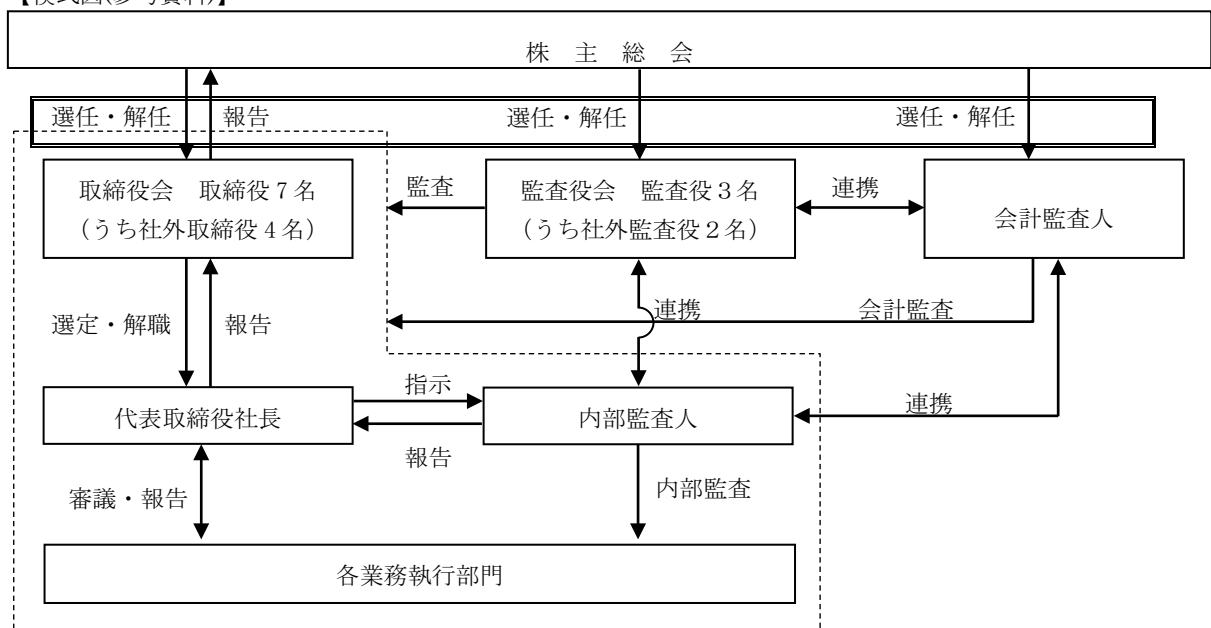 【模式図(参考資料)】
株 主 総 会
選任・解任 報告 選任・解任 選任・解任
取締役会 取締役7名
(うち社外取締役4名)
監査
監査役会 監査役3名
(うち社外監査役2名)
連携
会計監査人
選定・解職 報告 連携 会計監査
代表取締役社長
指示
報告
内部監査人
連携
審議・報告 内部監査
各業務執行部門